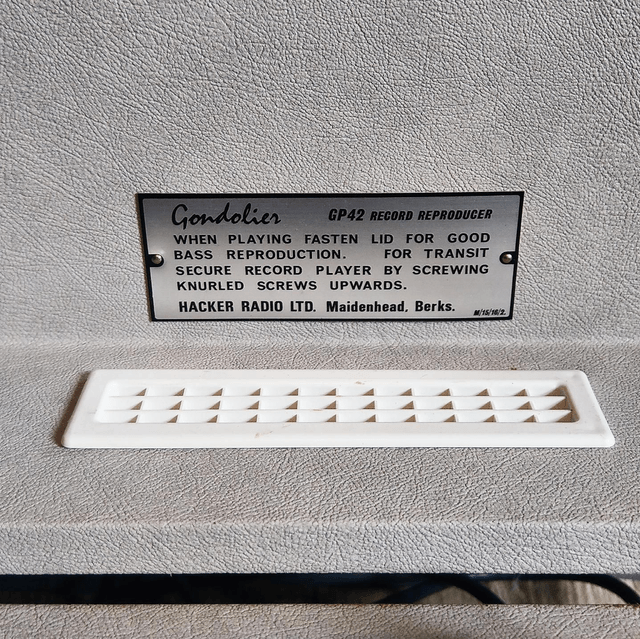 Gondolier GP42 RECORD REPRODUCER
WHEN PLAYING FASTEN LID FOR GOOD
BASS REPRODUCTION. FOR TRANSIT
SECURE RECORD PLAYER BY SCREWING
KNURLED SCREWS UPWARDS.
HACKER RADIO LTD. Maidenhead, Berks. M/15/16/2.